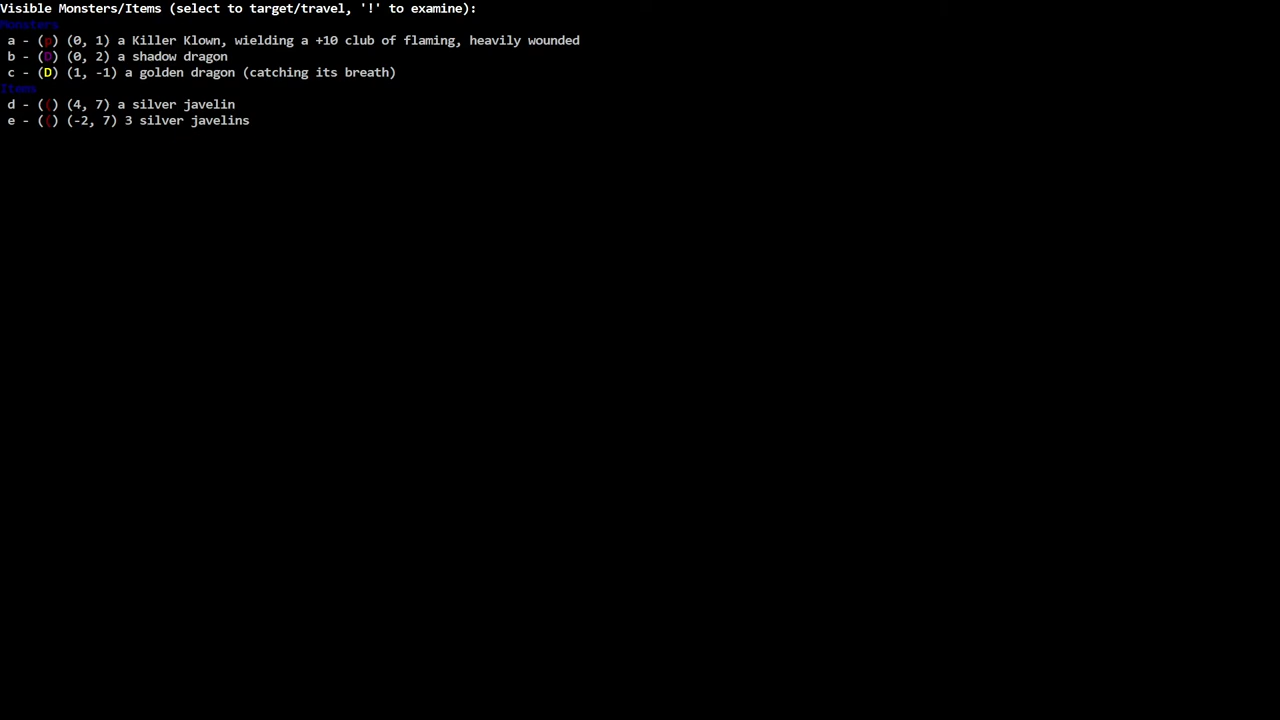 Visible Monsters/Items (select to target/travel, '!' to examine):
Monsters
a - (p) (0, 1) a Killer Klown, wielding a +10 club of flaming, heavily wounded
b - (D) (0, 2) a shadow dragon
c - (D) (1, -1) a golden dragon (catching its breath)
Items
d - (() (4, 7) a silver javelin
e - (() (-2, 7) 3 silver javelins